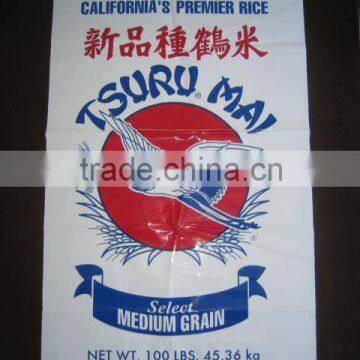 CALIFORNIA'S PREMIER RICE
新品種鶴米
TSURU MAI
®
trade.china.cn
®
Select
MEDIUM GRAIN
NET WT. 100 LBS. 45.36 kg